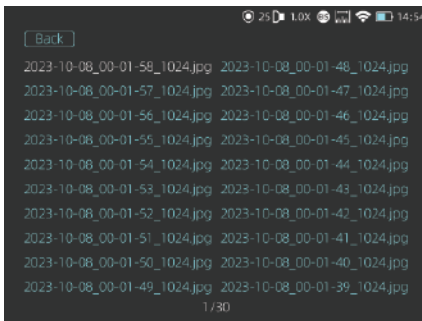 25 1.0X 14:54
Back
2023-10-08_00-01-58_1024.jpg 2023-10-08_00-01-48_1024.jpg
2023-10-08_00-01-57_1024.jpg 2023-10-08_00-01-47_1024.jpg
2023-10-08_00-01-56_1024.jpg 2023-10-08_00-01-46_1024.jpg
2023-10-08_00-01-55_1024.jpg 2023-10-08_00-01-45_1024.jpg
2023-10-08_00-01-54_1024.jpg 2023-10-08_00-01-44_1024.jpg
2023-10-08_00-01-53_1024.jpg 2023-10-08_00-01-43_1024.jpg
2023-10-08_00-01-52_1024.jpg 2023-10-08_00-01-42_1024.jpg
2023-10-08_00-01-51_1024.jpg 2023-10-08_00-01-41_1024.jpg
2023-10-08_00-01-50_1024.jpg 2023-10-08_00-01-40_1024.jpg
2023-10-08_00-01-49_1024.jpg 2023-10-08_00-01-39_1024.jpg
1/30